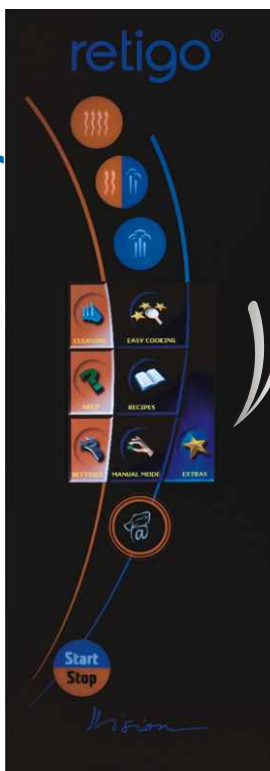 retigo®
CLEANING EASY COOKING
HELP RECIPES
SETTINGS MANUAL MODE EXTRAS
@
Start
Stop
Vision